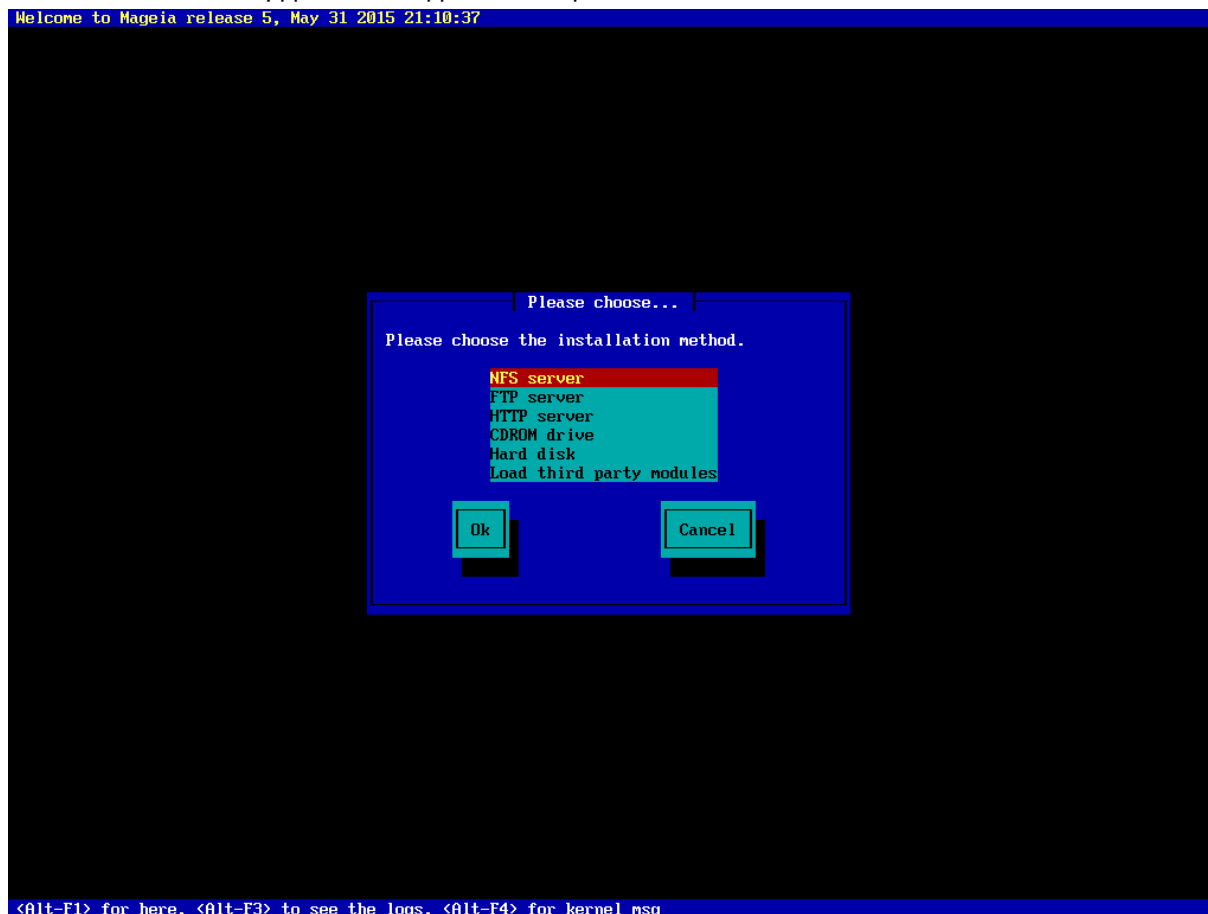 Welcome to Mageia release 5, May 31 2015 21:10:37
Please choose...
Please choose the installation method.
NFS server
FTP server
HTTP server
CDROM drive
Hard disk
Load third party modules
Ok Cancel
<Alt-F1> for here, <Alt-F3> to see the logs, <Alt-F4> for kernel msg